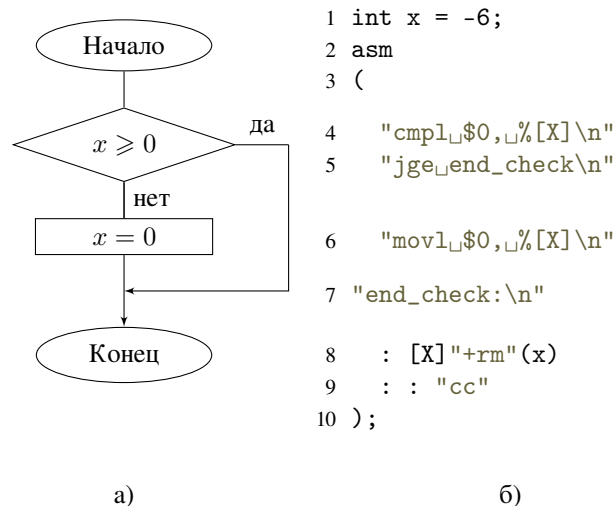 Начало
x ⩾ 0
да
нет
x = 0
Конец
а)
1 int x = -6;
2 asm
3 (
4 "cmpl␣$0,␣%[X]\n"
5 "jge␣end_check\n"
6 "movl␣$0,␣%[X]\n"
7 "end_check:\n"
8 : [X]"+rm"(x)
9 : : "cc"
10 );
б)